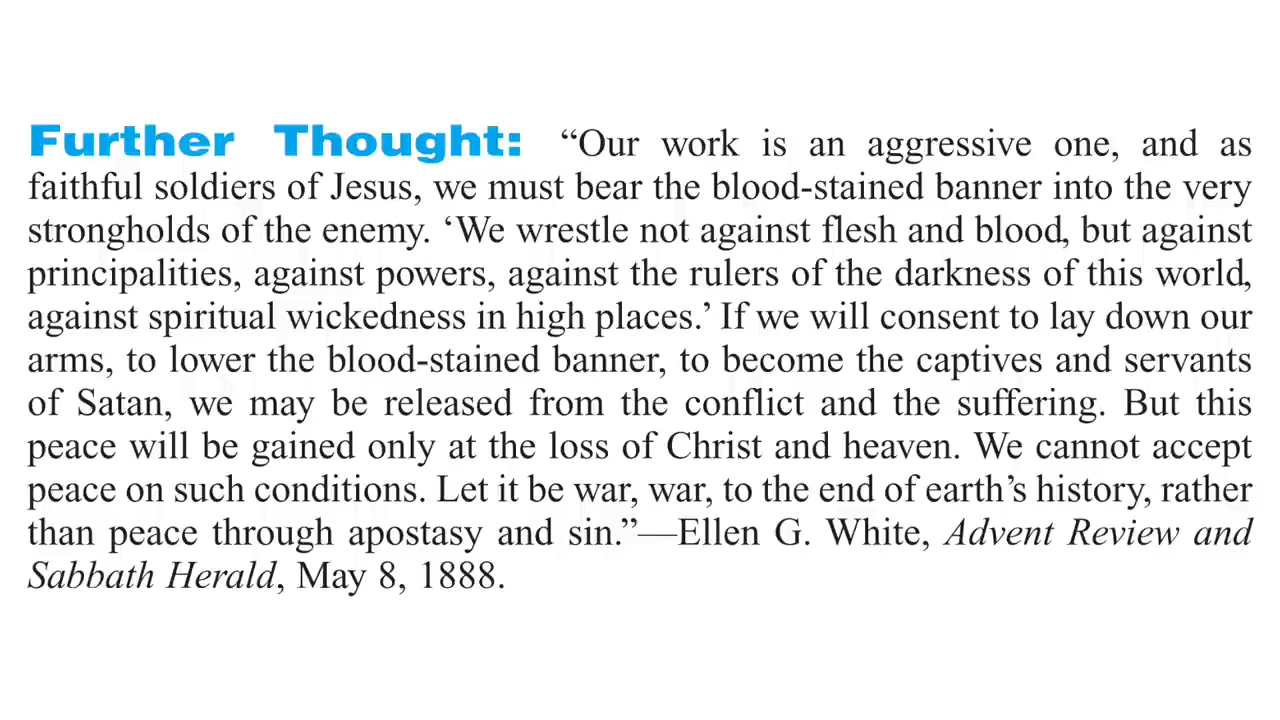 Further Thought: “Our work is an aggressive one, and as
faithful soldiers of Jesus, we must bear the blood-stained banner into the very
strongholds of the enemy. ‘We wrestle not against flesh and blood, but against
principalities, against powers, against the rulers of the darkness of this world,
against spiritual wickedness in high places.’ If we will consent to lay down our
arms, to lower the blood-stained banner, to become the captives and servants
of Satan, we may be released from the conflict and the suffering. But this
peace will be gained only at the loss of Christ and heaven. We cannot accept
peace on such conditions. Let it be war, war, to the end of earth’s history, rather
than peace through apostasy and sin.”—Ellen G. White, Advent Review and
Sabbath Herald, May 8, 1888.